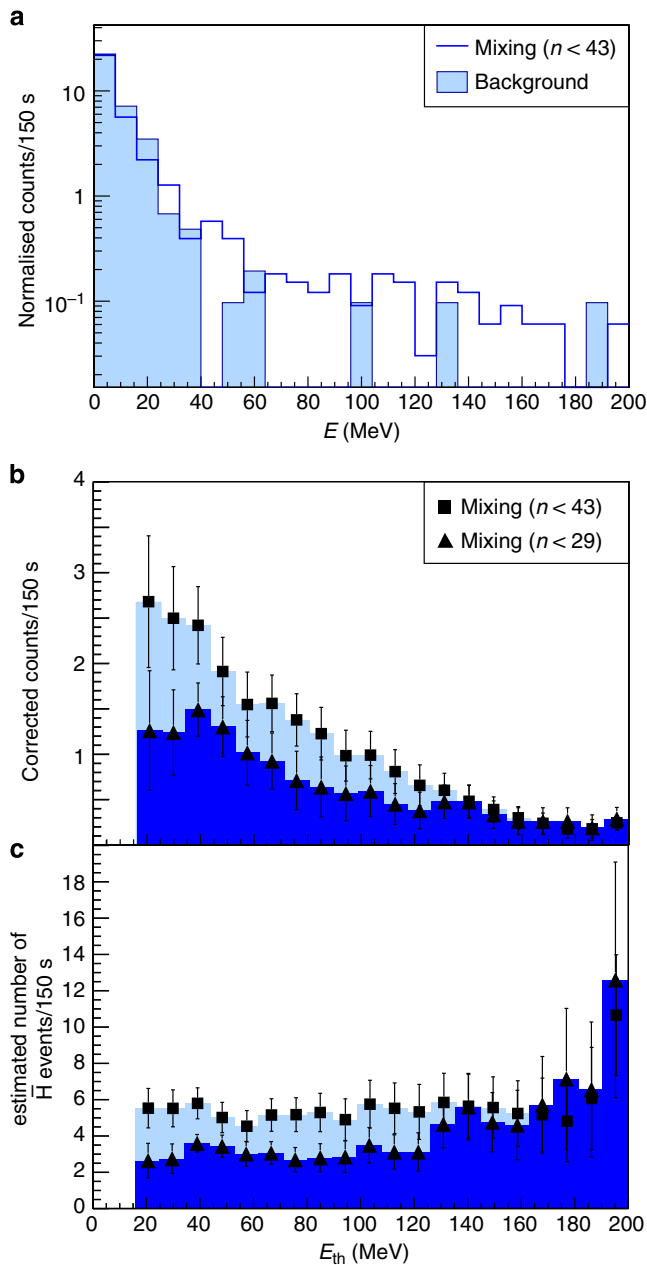 a
Mixing (n < 43)
Background
Normalised counts/150 s
10
1
10⁻¹
0 20 40 60 80 100 120 140 160 180 200
E (MeV)
b
Mixing (n < 43)
Mixing (n < 29)
Corrected counts/150 s
4
3
2
1
c
estimated number of
H̅ events/150 s
18
16
14
12
10
8
6
4
2
0
0 20 40 60 80 100 120 140 160 180 200
Eth (MeV)